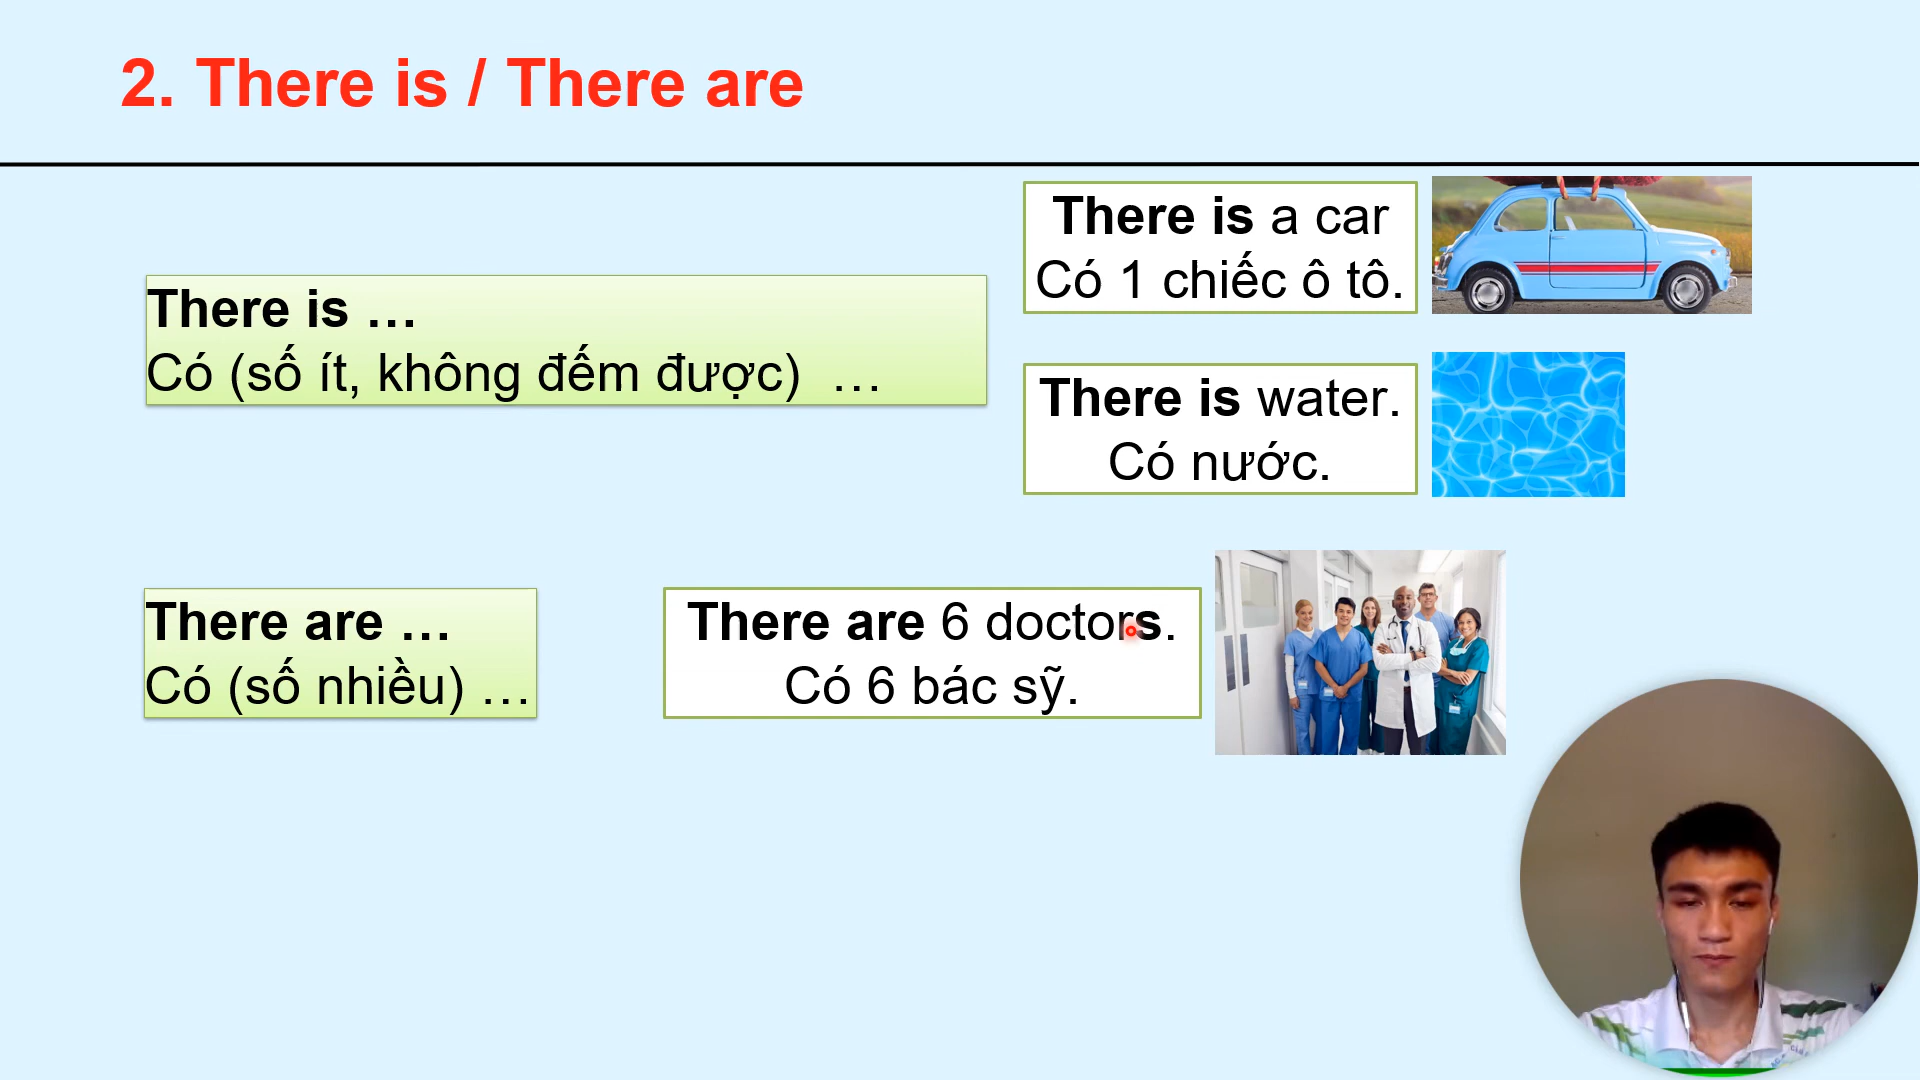 2. There is / There are
There is …
Có (số ít, không đếm được)  …
There is a car
Có 1 chiếc ô tô.
There is water.
Có nước.
There are …
Có (số nhiều) …
There are 6 doctors.
Có 6 bác sỹ.